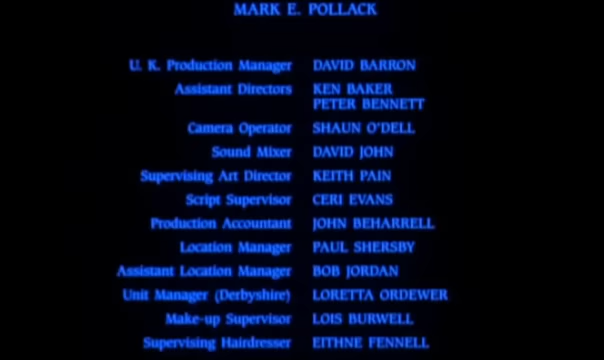 MARK E. POLLACK
U. K. Production Manager DAVID BARRON
Assistant Directors KEN BAKER
PETER BENNETT
Camera Operator SHAUN O'DELL
Sound Mixer DAVID JOHN
Supervising Art Director KEITH PAIN
Script Supervisor CERI EVANS
Production Accountant JOHN BEHARRELL
Location Manager PAUL SHERSBY
Assistant Location Manager BOB JORDAN
Unit Manager (Derbyshire) LORETTA ORDEWER
Make-up Supervisor LOIS BURWELL
Supervising Hairdresser EITHNE FENNELL